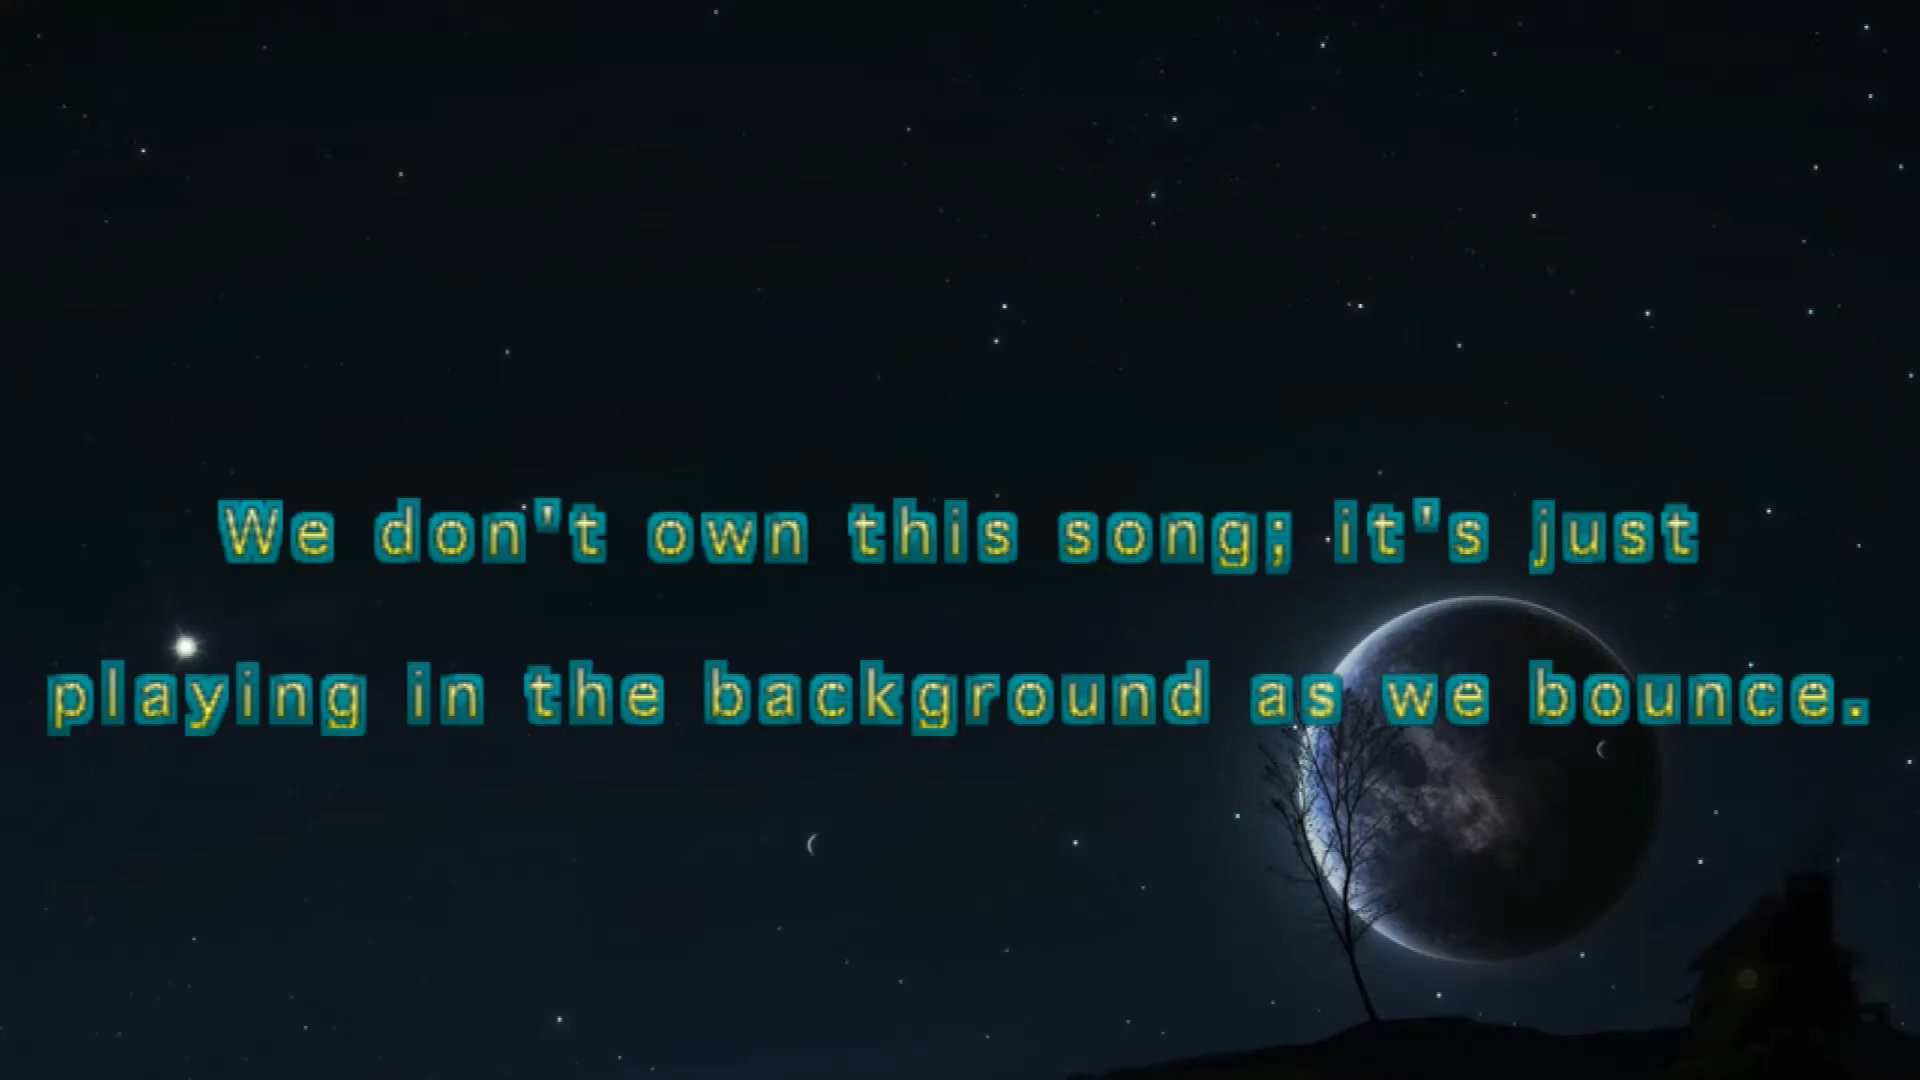 We don't own this song; it's just
playing in the background as we bounce.